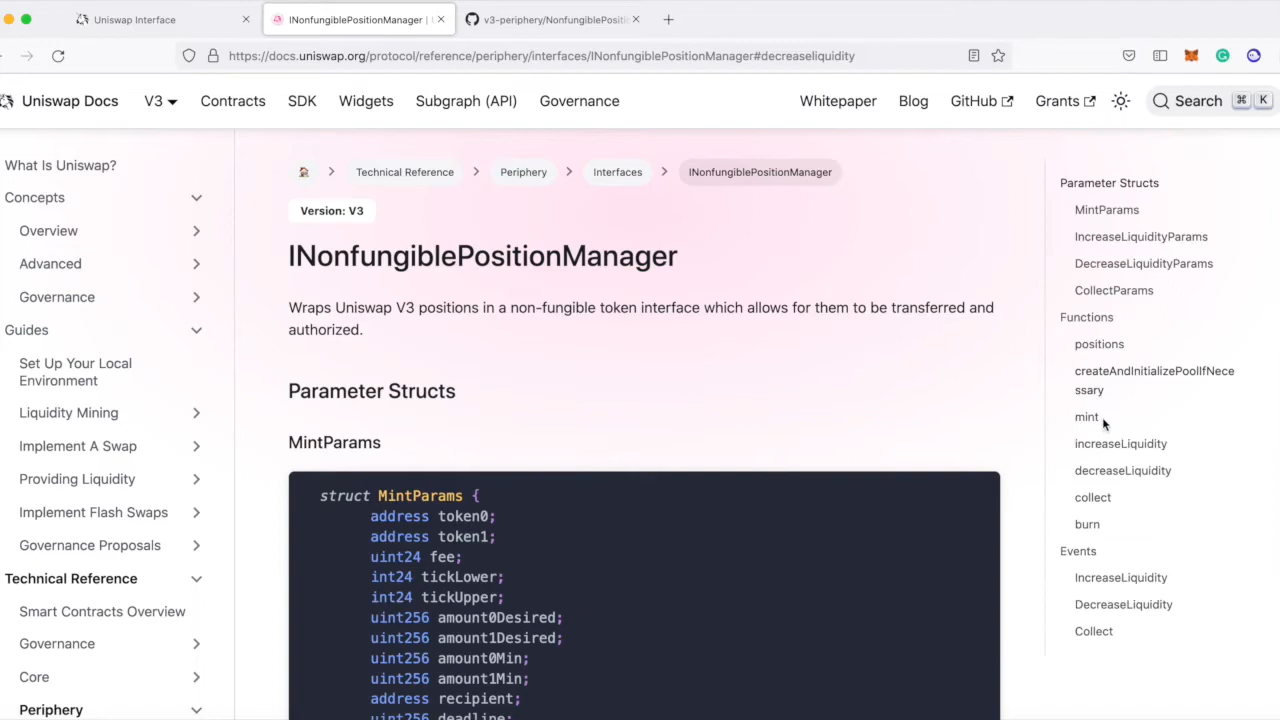 Uniswap Interface
INonfungiblePositionManager |
v3-periphery/NonfungiblePositi
https://docs.uniswap.org/protocol/reference/periphery/interfaces/INonfungiblePositionManager#decreaseliquidity
Uniswap Docs
V3
Contracts
SDK
Widgets
Subgraph (API)
Governance
Whitepaper
Blog
GitHub
Grants
Search
⌘
K
What Is Uniswap?
Concepts
Overview
Advanced
Governance
Guides
Set Up Your Local
Environment
Liquidity Mining
Implement A Swap
Providing Liquidity
Implement Flash Swaps
Governance Proposals
Technical Reference
Smart Contracts Overview
Governance
Core
Periphery
Technical Reference
Periphery
Interfaces
INonfungiblePositionManager
Version: V3
INonfungiblePositionManager
Wraps Uniswap V3 positions in a non-fungible token interface which allows for them to be transferred and
authorized.
Parameter Structs
MintParams
struct MintParams {
address token0;
address token1;
uint24 fee;
int24 tickLower;
int24 tickUpper;
uint256 amount0Desired;
uint256 amount1Desired;
uint256 amount0Min;
uint256 amount1Min;
address recipient;
uint256 deadline;
Parameter Structs
MintParams
IncreaseLiquidityParams
DecreaseLiquidityParams
CollectParams
Functions
positions
createAndInitializePoolIfNece
ssary
mint
increaseLiquidity
decreaseLiquidity
collect
burn
Events
IncreaseLiquidity
DecreaseLiquidity
Collect